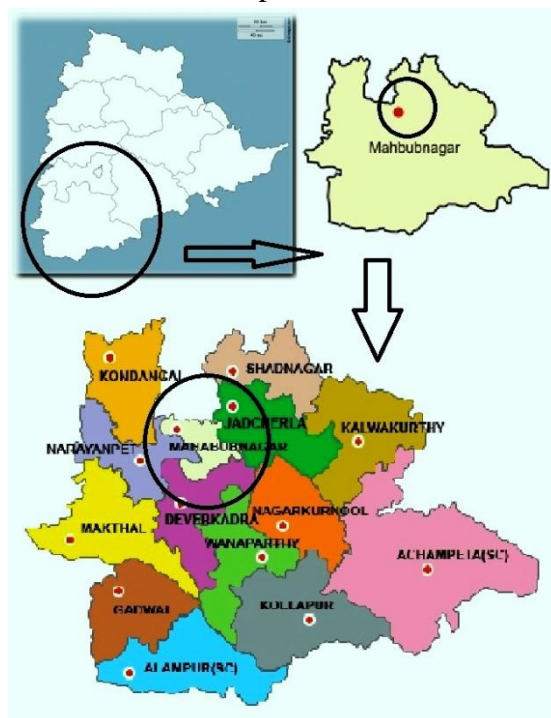 Mahbubnagar
KONDANGAL
SHADNAGAR
JADCHERLA
KALWAKURTHY
MAHABUBNAGAR
NARAYANPET
DEVERKADRA
NAGARKURNOOL
MAKTHAL
WANAPARTHY
ACHAMPETA(SC)
GADWAL
KOLLAPUR
ALAMPUR(SC)